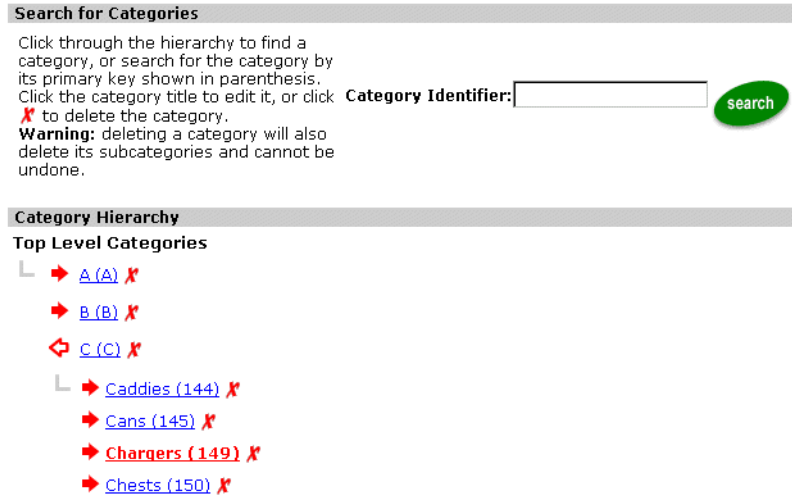 Search for Categories
Click through the hierarchy to find a
category, or search for the category by
its primary key shown in parenthesis.
Click the category title to edit it, or click
to delete the category.
Warning: deleting a category will also
delete its subcategories and cannot be
undone.
Category Identifier:
search
Category Hierarchy
Top Level Categories
A (A)
B (B)
C (C)
Caddies (144)
Cans (145)
Chargers (149)
Chests (150)